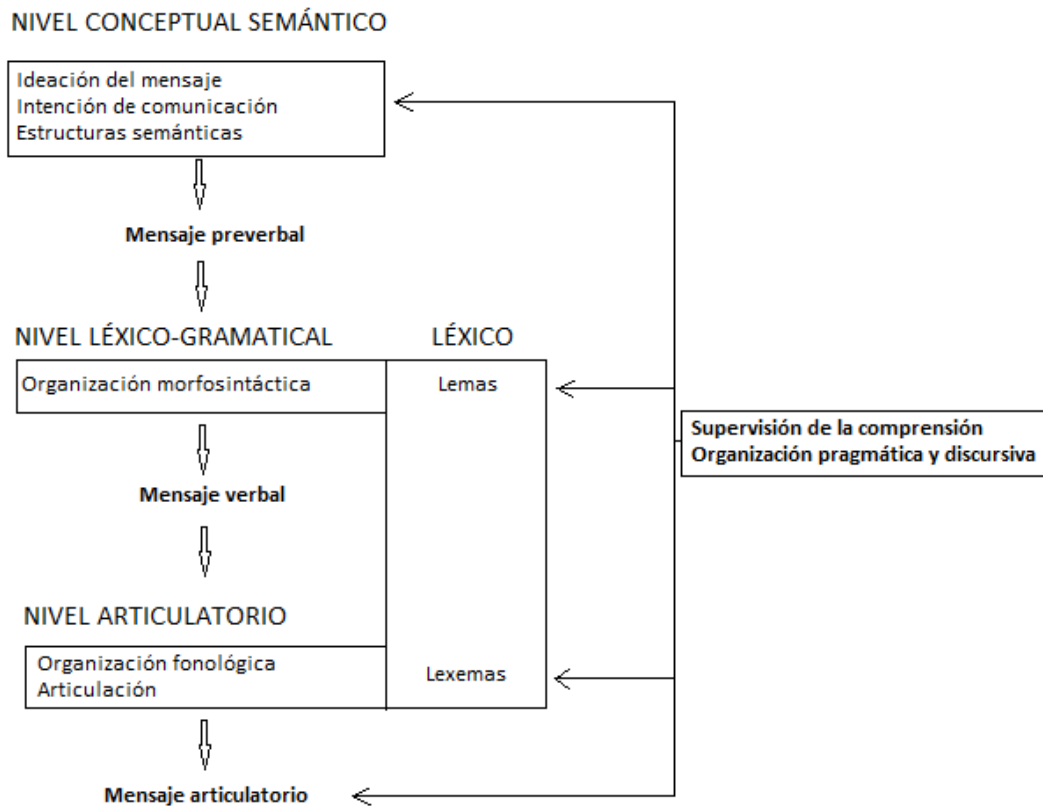 NIVEL CONCEPTUAL SEMÁNTICO
Ideación del mensaje
Intención de comunicación
Estructuras semánticas
Mensaje preverbal
NIVEL LÉXICO-GRAMATICAL
LÉXICO
Organización morfosintáctica
Lemas
Supervisión de la comprensión
Organización pragmática y discursiva
Mensaje verbal
NIVEL ARTICULATORIO
Organización fonológica
Articulación
Lexemas
Mensaje articulatorio